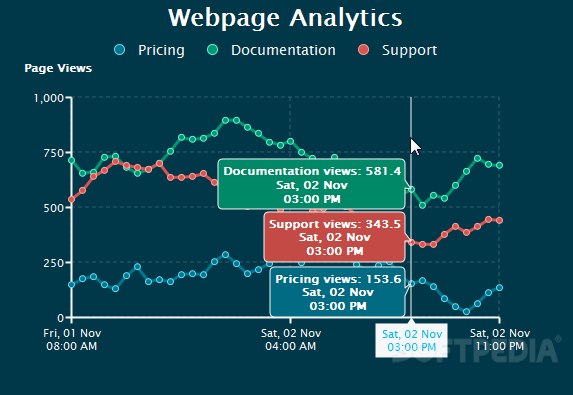 Webpage Analytics
Pricing Documentation Support
Page Views
1,000
750
500
250
0
Documentation views: 581.4
Sat, 02 Nov
03:00 PM
Support views: 343.5
Sat, 02 Nov
03:00 PM
Pricing views: 153.6
Sat, 02 Nov
03:00 PM
Fri, 01 Nov
08:00 AM
Sat, 02 Nov
04:00 AM
Sat, 02 Nov
03:00 PM
Sat, 02 Nov
11:00 PM
SOFTPEDIA